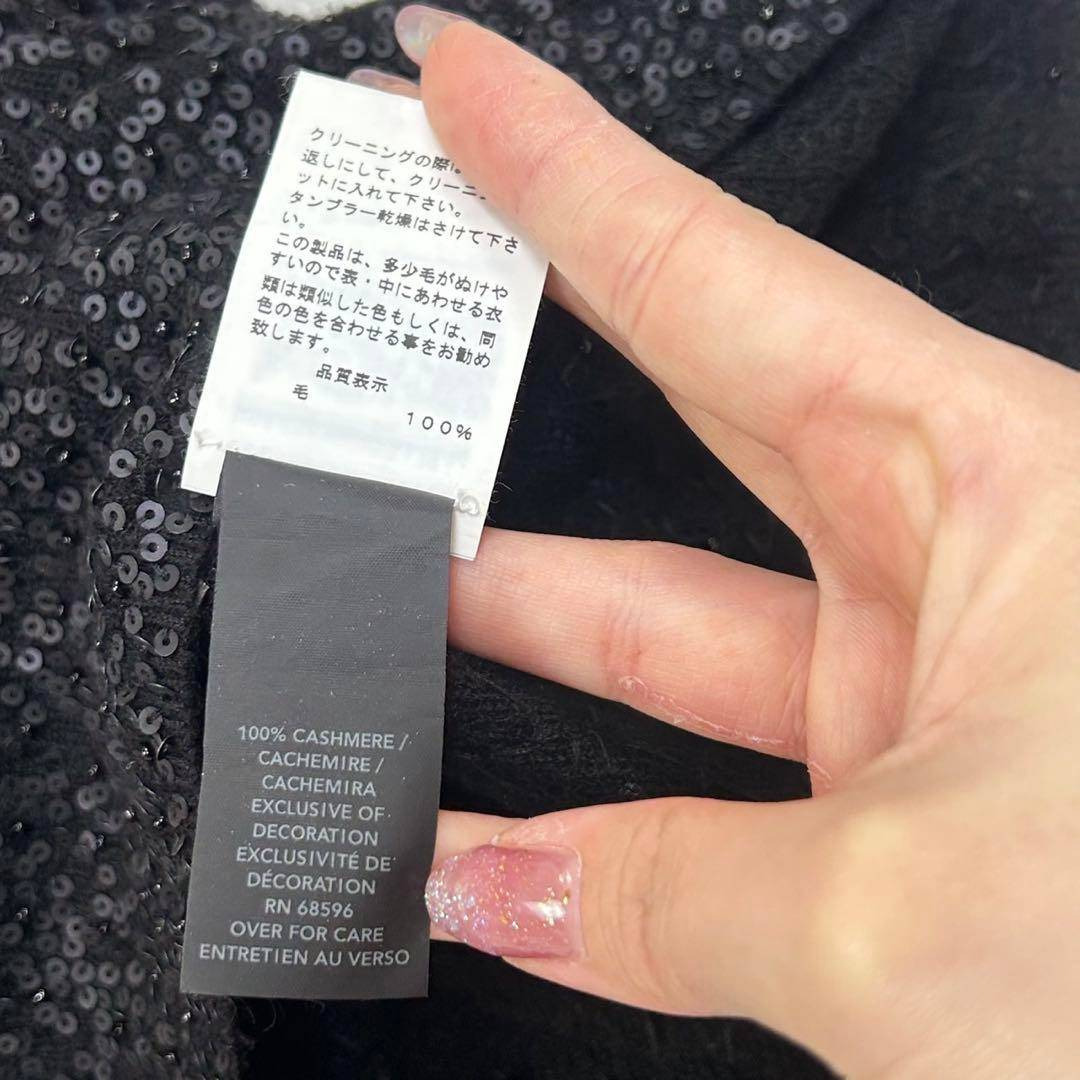 クリーニングの際は
返しにして、クリーニ
ットに入れて下さい。
タンブラー乾燥はさけて下さ
い。
この製品は、多少毛がぬけや
すいので表・中にあわせる衣
類は類似した色もしくは、同
色の色を合わせる事をお勧め
致します。
品質表示
毛
100%
100% CASHMERE /
CACHEMIRE /
CACHEMIRA
EXCLUSIVE OF
DECORATION
EXCLUSIVITÉ DE
DÉCORATION
RN 68596
OVER FOR CARE
ENTRETIEN AU VERSO